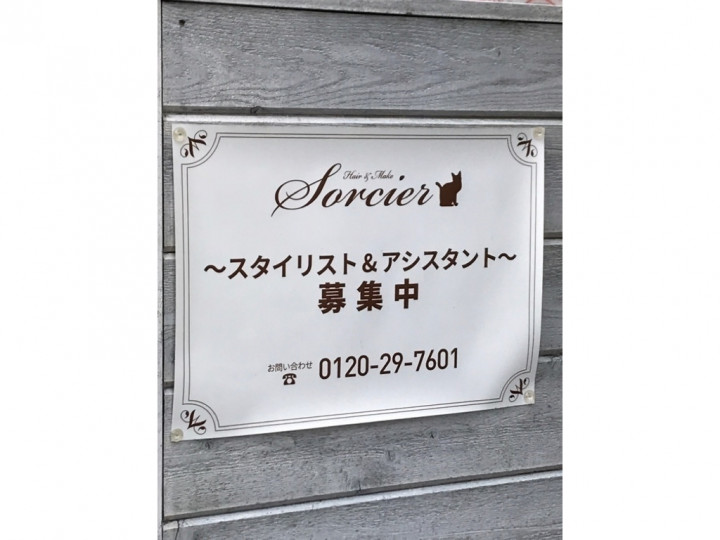 Hair & Make
Sorcier
～スタイリスト＆アシスタント～
募集中
お問い合わせ
☎ 0120-29-7601